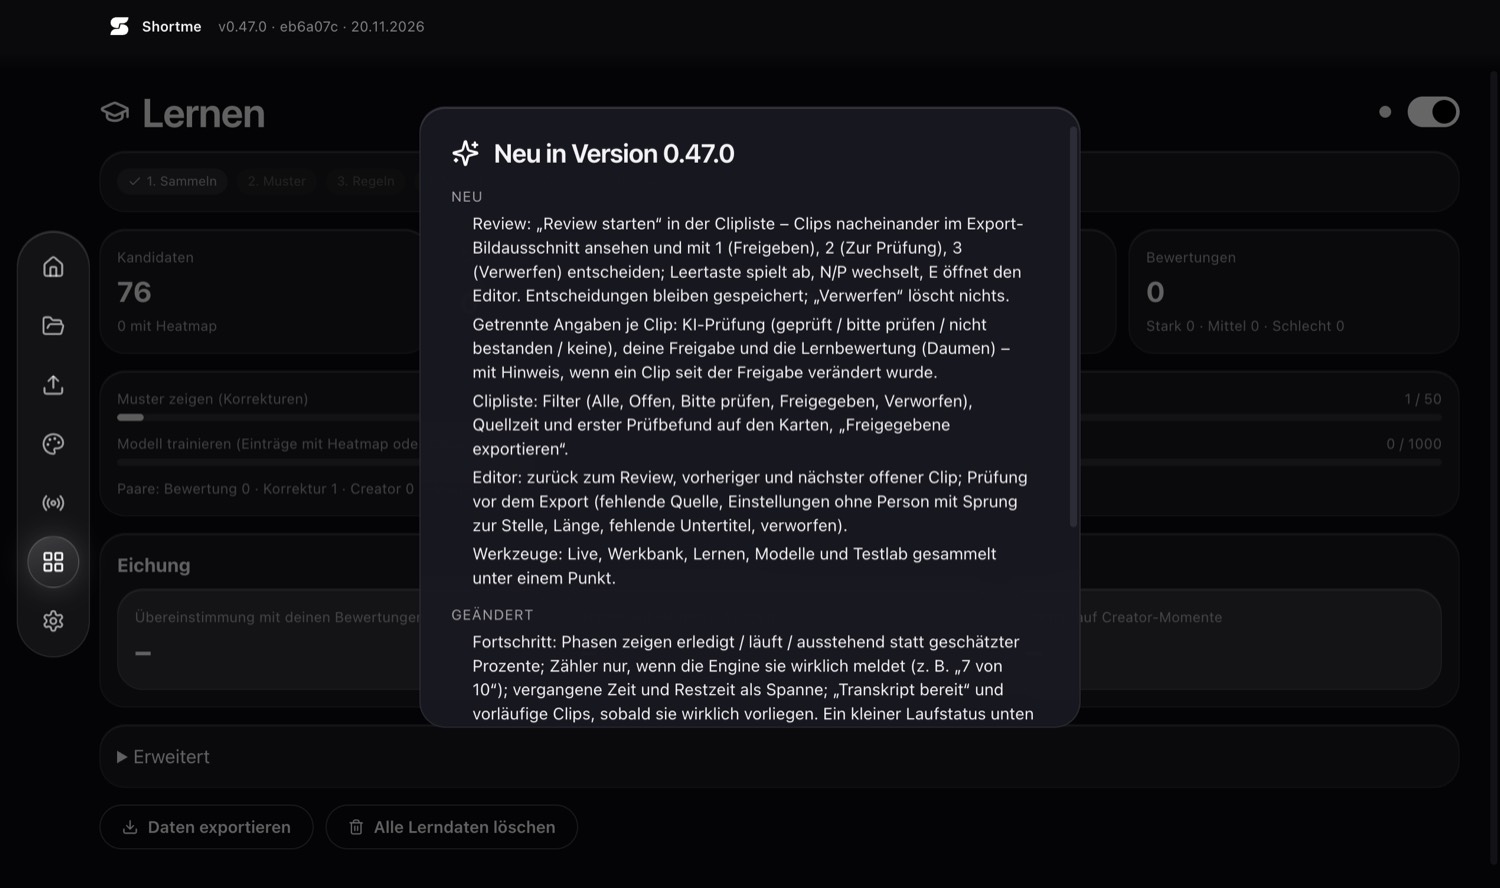 Shortme v0.47.0 · eb6a07c · 20.11.2026
Lernen
1. Sammeln 2. Muster 3. Regeln
Kandidaten
76
0 mit Heatmap
Bewertungen
0
Stark 0 · Mittel 0 · Schlecht 0
Muster zeigen (Korrekturen)
1 / 50
Modell trainieren (Einträge mit Heatmap ode
0 / 1000
Paare: Bewertung 0 · Korrektur 1 · Creator 0
Eichung
Übereinstimmung mit deinen Bewertunger
auf Creator-Momente
–
Erweitert
Daten exportieren
Alle Lerndaten löschen
Neu in Version 0.47.0
NEU
Review: „Review starten“ in der Clipliste – Clips nacheinander im Export-
Bildausschnitt ansehen und mit 1 (Freigeben), 2 (Zur Prüfung), 3
(Verwerfen) entscheiden; Leertaste spielt ab, N/P wechselt, E öffnet den
Editor. Entscheidungen bleiben gespeichert; „Verwerfen“ löscht nichts.
Getrennte Angaben je Clip: KI-Prüfung (geprüft / bitte prüfen / nicht
bestanden / keine), deine Freigabe und die Lernbewertung (Daumen) –
mit Hinweis, wenn ein Clip seit der Freigabe verändert wurde.
Clipliste: Filter (Alle, Offen, Bitte prüfen, Freigegeben, Verworfen),
Quellzeit und erster Prüfbefund auf den Karten, „Freigegebene
exportieren“.
Editor: zurück zum Review, vorheriger und nächster offener Clip; Prüfung
vor dem Export (fehlende Quelle, Einstellungen ohne Person mit Sprung
zur Stelle, Länge, fehlende Untertitel, verworfen).
Werkzeuge: Live, Werkbank, Lernen, Modelle und Testlab gesammelt
unter einem Punkt.
GEÄNDERT
Fortschritt: Phasen zeigen erledigt / läuft / ausstehend statt geschätzter
Prozente; Zähler nur, wenn die Engine sie wirklich meldet (z. B. „7 von
10“); vergangene Zeit und Restzeit als Spanne; „Transkript bereit“ und
vorläufige Clips, sobald sie wirklich vorliegen. Ein kleiner Laufstatus unten